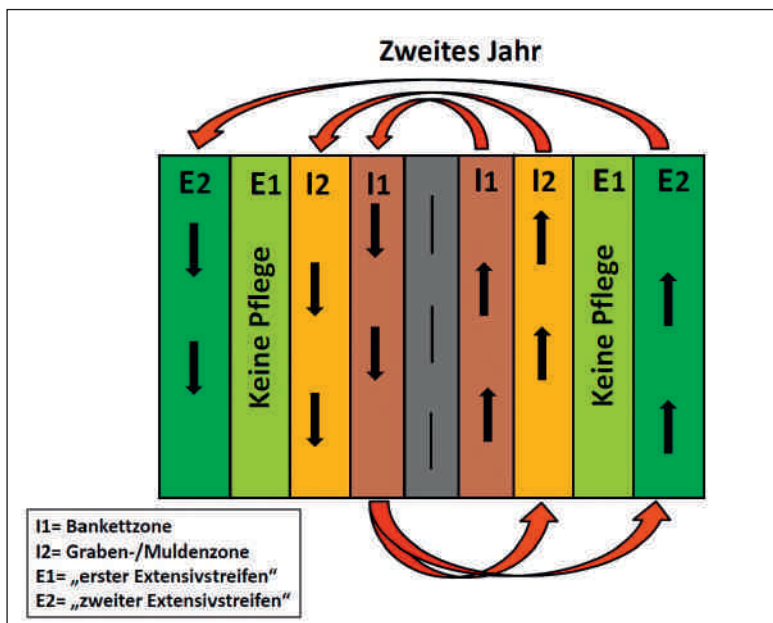 Zweites Jahr
E2 E1 I2 I1 I1 I2 E1 E2
Keine Pflege
Keine Pflege
I1= Bankettzone
I2= Graben-/Muldenzone
E1= „erster Extensivstreifen“
E2= „zweiter Extensivstreifen“